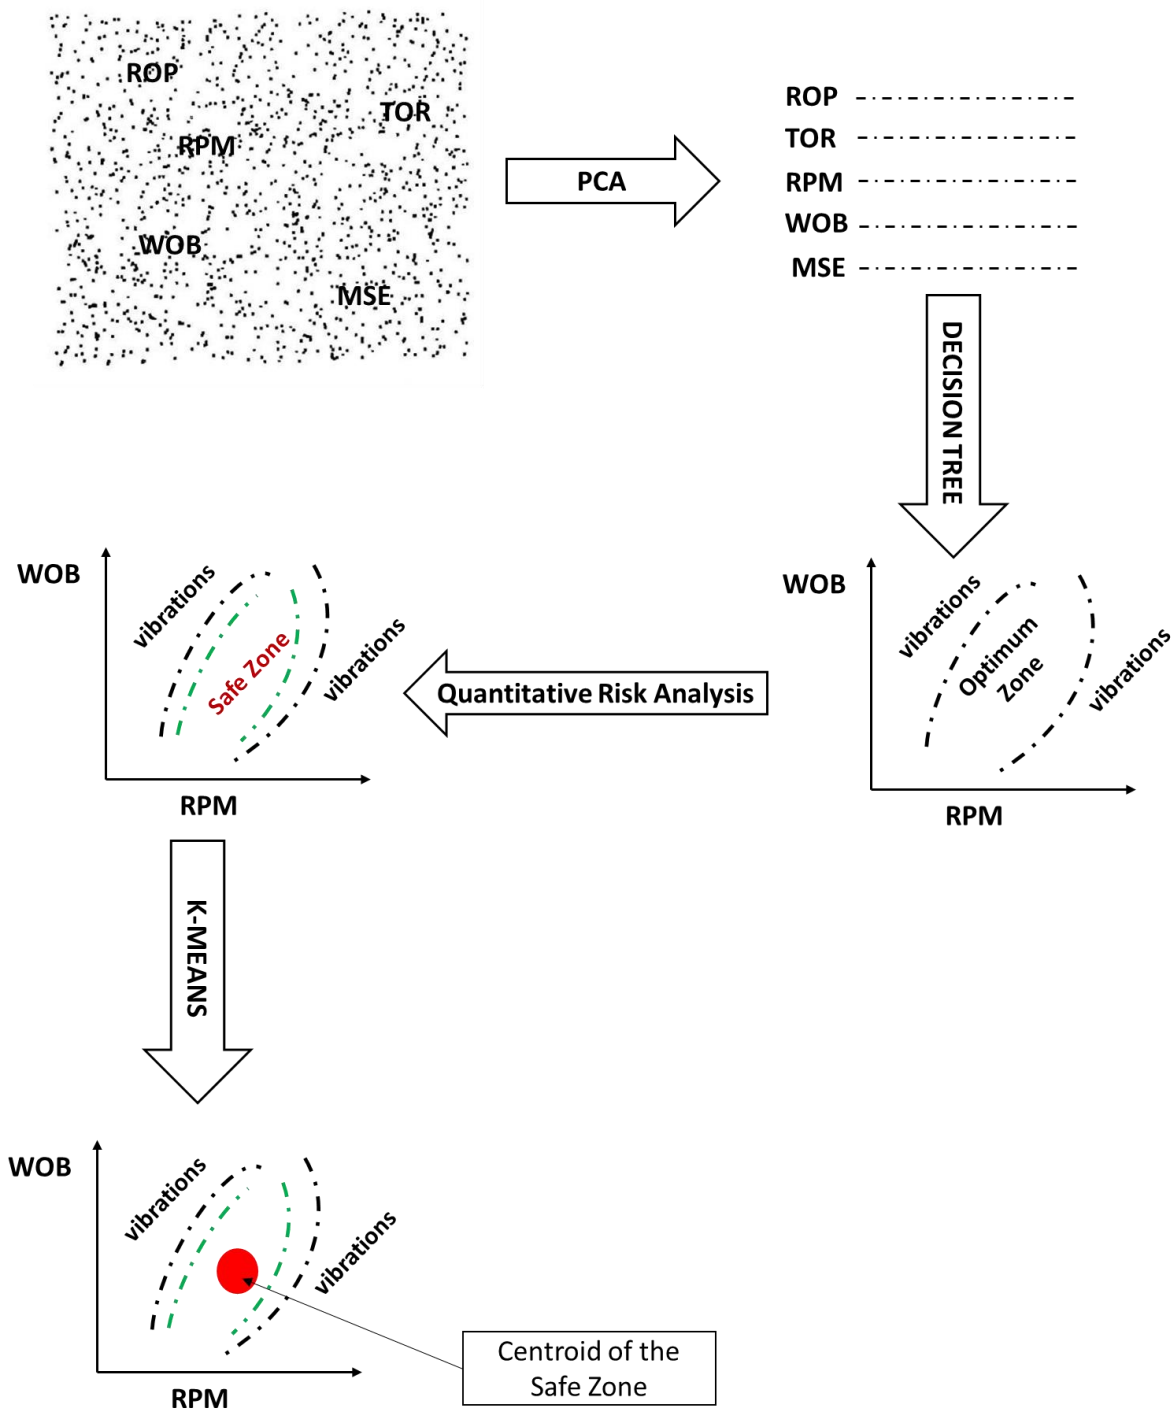 ROP
TOR
RPM
WOB
MSE
PCA
ROP
TOR
RPM
WOB
MSE
DECISION TREE
WOB
vibrations
Optimum
Zone
vibrations
RPM
Quantitative Risk Analysis
WOB
vibrations
Safe Zone
vibrations
RPM
K-MEANS
WOB
vibrations
vibrations
RPM
Centroid of the
Safe Zone